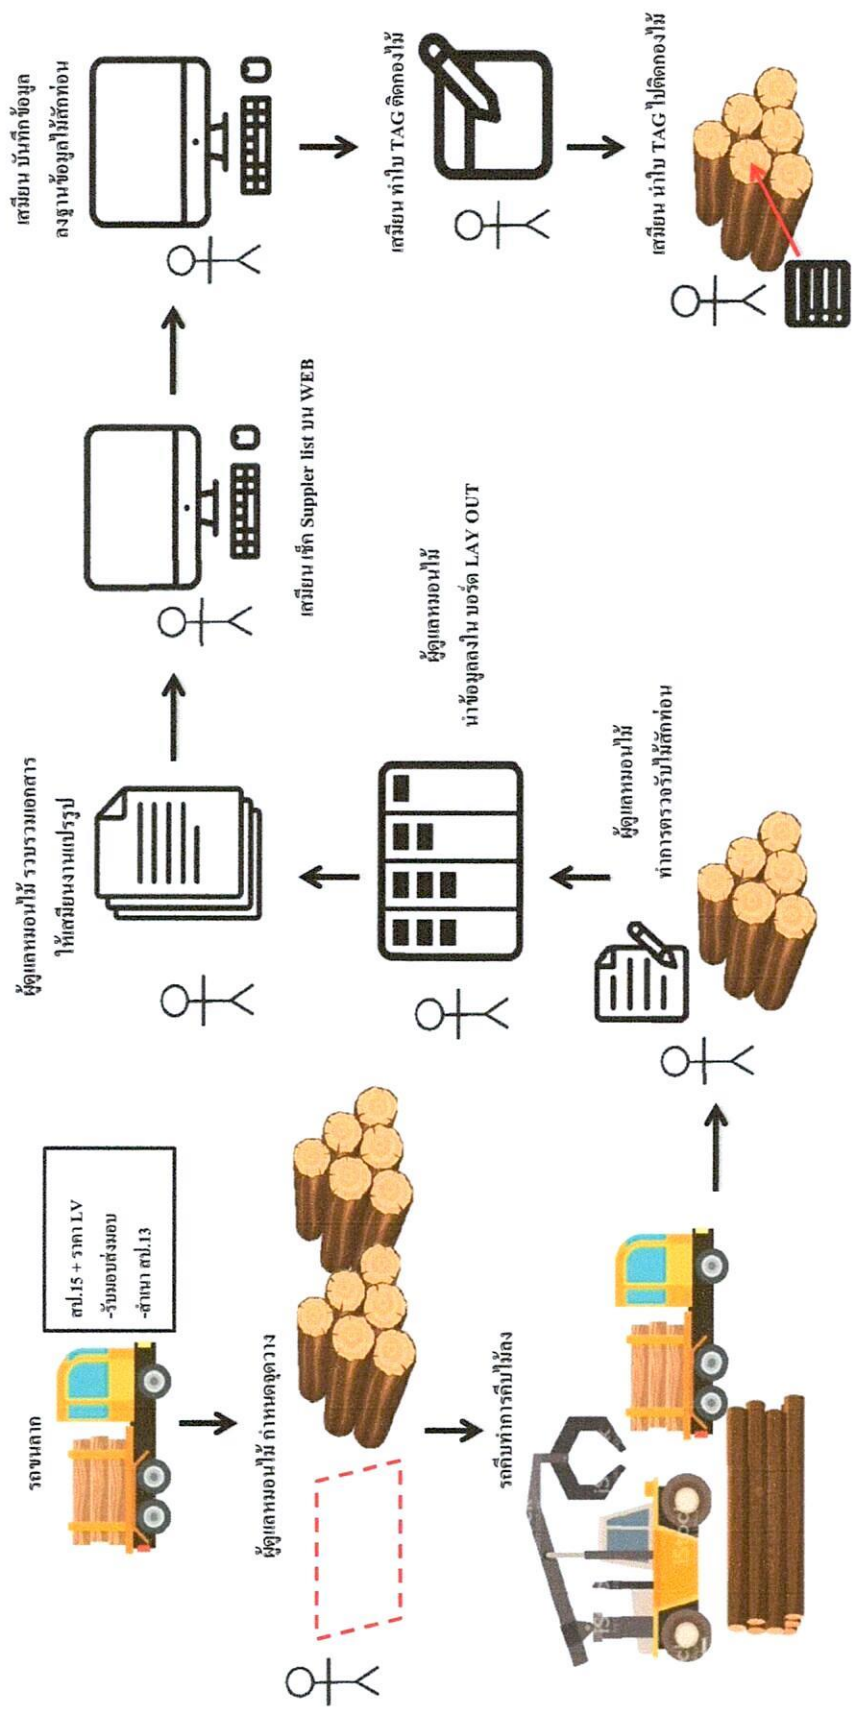 รถขนลาก
สป.15 + ราคา LV
-รับมอบส่งมอบ
-สำเนา สป.13
ผู้ดูแลหมอนไม้ กำหนดจุดวาง
รถคีบทำการคีบไม้ลง
ผู้ดูแลหมอนไม้
ทำการตรวจรับไม้สักท่อน
ผู้ดูแลหมอนไม้
นำข้อมูลลงใน บอร์ด LAY OUT
ผู้ดูแลหมอนไม้ รวบรวมเอกสาร
ให้เสมียนงานแปรรูป
เสมียน เช็ค Suppler list บน WEB
เสมียน บันทึกข้อมูล
ลงฐานข้อมูลไม้สักท่อน
เสมียน ทำใบ TAG ติดกองไม้
เสมียน นำใบ TAG ไปติดกองไม้